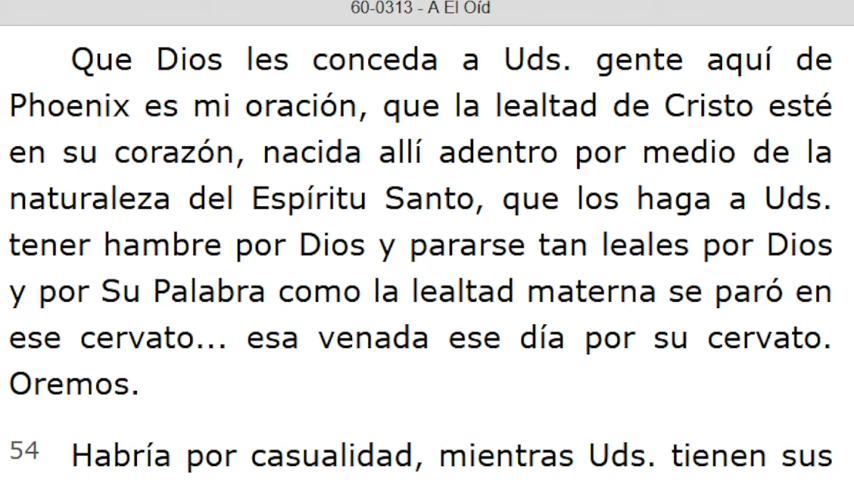 60-0313 - A El Oíd
Que Dios les conceda a Uds. gente aquí de
Phoenix es mi oración, que la lealtad de Cristo esté
en su corazón, nacida allí adentro por medio de la
naturaleza del Espíritu Santo, que los haga a Uds.
tener hambre por Dios y pararse tan leales por Dios
y por Su Palabra como la lealtad materna se paró en
ese cervato... esa venada ese día por su cervato.
Oremos.
54 Habría por casualidad, mientras Uds. tienen sus